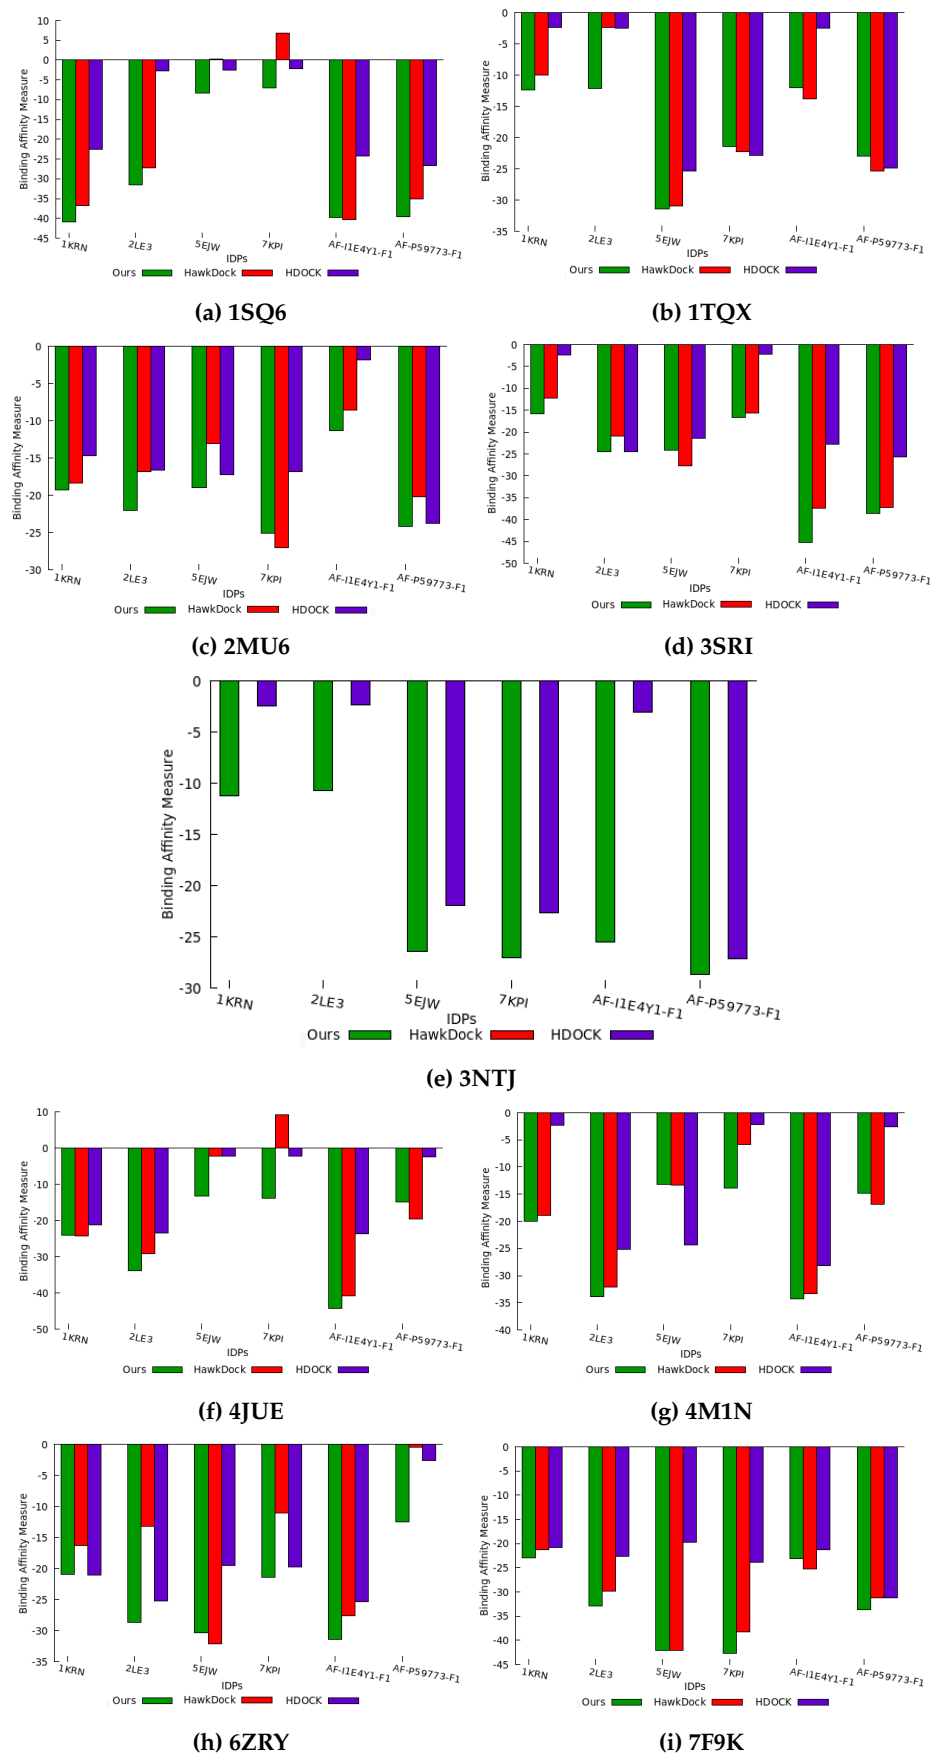 10
5
0
-5
-10
-15
-20
-25
-30
-35
-40
-45
Binding Affinity Measure
1KRN 2LE3 5EJW 7KPI AF-I1E4Y1-F1 AF-P59773-F1
IDPs
Ours HawkDock HDOCK
(a) 1SQ6
0
-5
-10
-15
-20
-25
-30
-35
Binding Affinity Measure
1KRN 2LE3 5EJW 7KPI AF-I1E4Y1-F1 AF-P59773-F1
IDPs
Ours HawkDock HDOCK
(b) 1TQX
0
-5
-10
-15
-20
-25
-30
Binding Affinity Measure
1KRN 2LE3 5EJW 7KPI AF-I1E4Y1-F1 AF-P59773-F1
IDPs
Ours HawkDock HDOCK
(c) 2MU6
0
-5
-10
-15
-20
-25
-30
-35
-40
-45
-50
Binding Affinity Measure
1KRN 2LE3 5EJW 7KPI AF-I1E4Y1-F1 AF-P59773-F1
IDPs
Ours HawkDock HDOCK
(d) 3SRI
0
-5
-10
-15
-20
-25
-30
Binding Affinity Measure
1KRN 2LE3 5EJW 7KPI AF-I1E4Y1-F1 AF-P59773-F1
IDPs
Ours HawkDock HDOCK
(e) 3NTJ
10
0
-10
-20
-30
-40
-50
Binding Affinity Measure
1KRN 2LE3 5EJW 7KPI AF-I1E4Y1-F1 AF-P59773-F1
IDPs
Ours HawkDock HDOCK
(f) 4JUE
0
-5
-10
-15
-20
-25
-30
-35
-40
Binding Affinity Measure
1KRN 2LE3 5EJW 7KPI AF-I1E4Y1-F1 AF-P59773-F1
IDPs
Ours HawkDock HDOCK
(g) 4M1N
0
-5
-10
-15
-20
-25
-30
-35
Binding Affinity Measure
1KRN 2LE3 5EJW 7KPI AF-I1E4Y1-F1 AF-P59773-F1
IDPs
Ours HawkDock HDOCK
(h) 6ZRY
0
-5
-10
-15
-20
-25
-30
-35
-40
-45
Binding Affinity Measure
1KRN 2LE3 5EJW 7KPI AF-I1E4Y1-F1 AF-P59773-F1
IDPs
Ours HawkDock HDOCK
(i) 7F9K